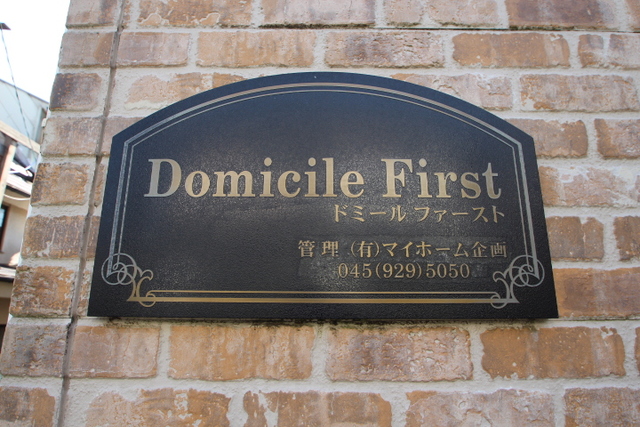 Domicile First
ドミール ファースト
管理 (有)マイホーム企画
045(929)5050